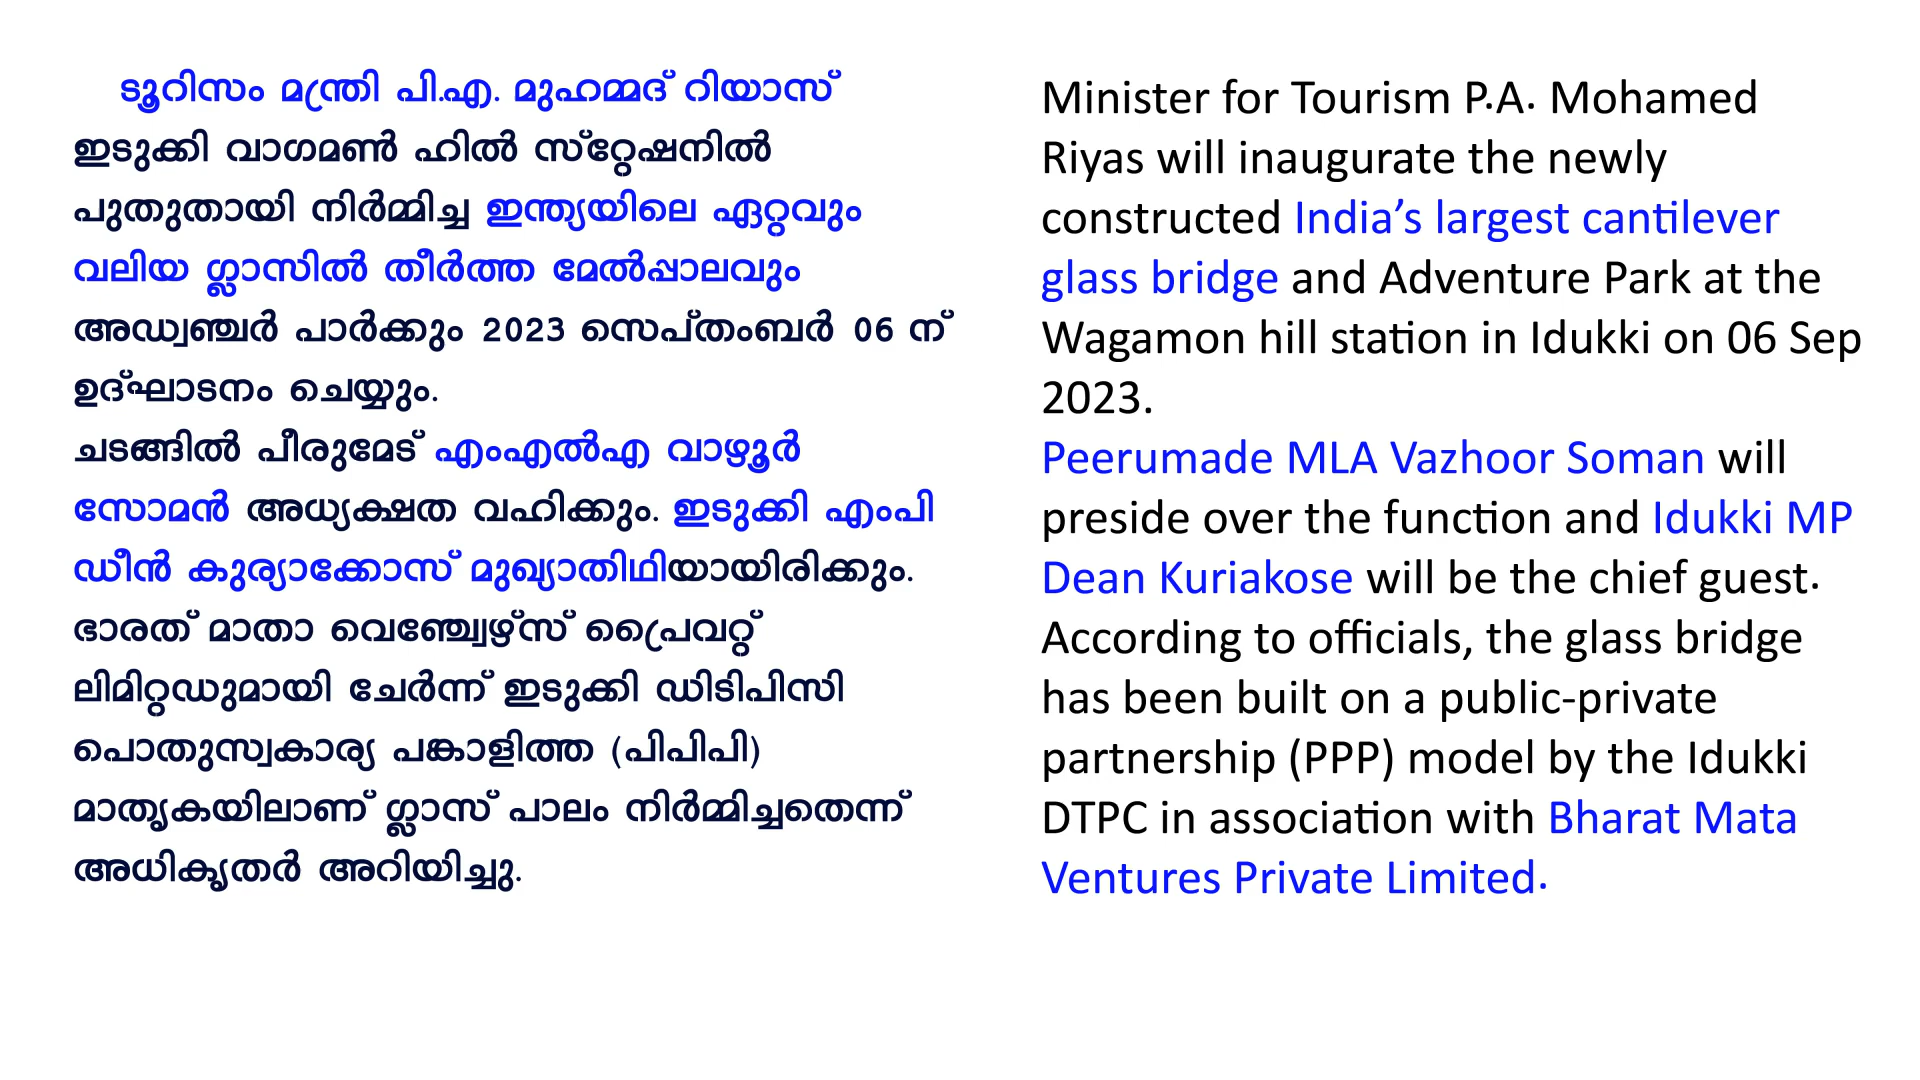 ടൂറിസം മന്ത്രി പി.എ. മുഹമ്മദ് റിയാസ്
ഇടുക്കി വാഗമൺ ഹിൽ സ്റ്റേഷനിൽ
പുതുതായി നിർമ്മിച്ച ഇന്ത്യയിലെ ഏറ്റവും
വലിയ ഗ്ലാസിൽ തീർത്ത മേൽപ്പാലവും
അഡ്വഞ്ചർ പാർക്കും 2023 സെപ്തംബർ 06 ന്
ഉദ്ഘാടനം ചെയ്യും.
ചടങ്ങിൽ പീരുമേട് എംഎൽഎ വാഴൂർ
സോമൻ അധ്യക്ഷത വഹിക്കും. ഇടുക്കി എംപി
ഡീൻ കുര്യാക്കോസ് മുഖ്യാതിഥിയായിരിക്കും.
ഭാരത് മാതാ വെഞ്ച്വേഴ്സ് പ്രൈവറ്റ്
ലിമിറ്റഡുമായി ചേർന്ന് ഇടുക്കി ഡിടിപിസി
പൊതുസ്വകാര്യ പങ്കാളിത്ത (പിപിപി)
മാതൃകയിലാണ് ഗ്ലാസ് പാലം നിർമ്മിച്ചതെന്ന്
അധികൃതർ അറിയിച്ചു.
Minister for Tourism P.A. Mohamed
Riyas will inaugurate the newly
constructed India’s largest cantilever
glass bridge and Adventure Park at the
Wagamon hill station in Idukki on 06 Sep
2023.
Peerumade MLA Vazhoor Soman will
preside over the function and Idukki MP
Dean Kuriakose will be the chief guest.
According to officials, the glass bridge
has been built on a public-private
partnership (PPP) model by the Idukki
DTPC in association with Bharat Mata
Ventures Private Limited.